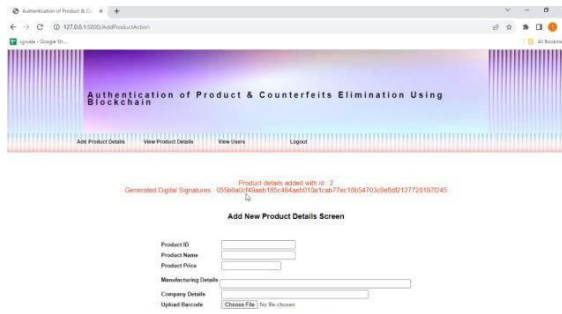 Authentication of Product & C
127.0.0.1:5000/AddProductAction
All Bookma
Authentication of Product & Counterfeits Elimination Using
Blockchain
Add Product Details View Product Details View Users Logout
Product details added with id : 2
Generated Digital Signatures :
Add New Product Details Screen
Product ID
Product Name
Product Price
Manufacturing Details
Company Details
Upload Barcode Choose File No file chosen